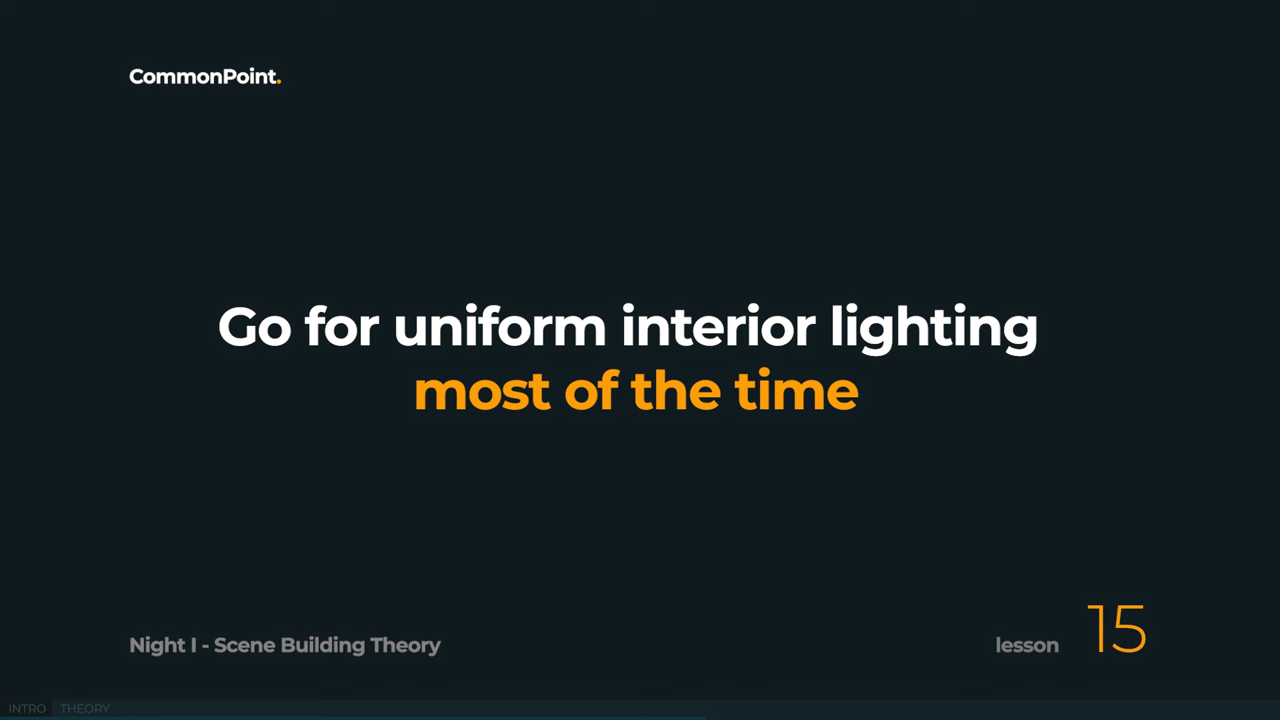 CommonPoint.
Go for uniform interior lighting
most of the time
Night I - Scene Building Theory
lesson 15
INTRO THEORY